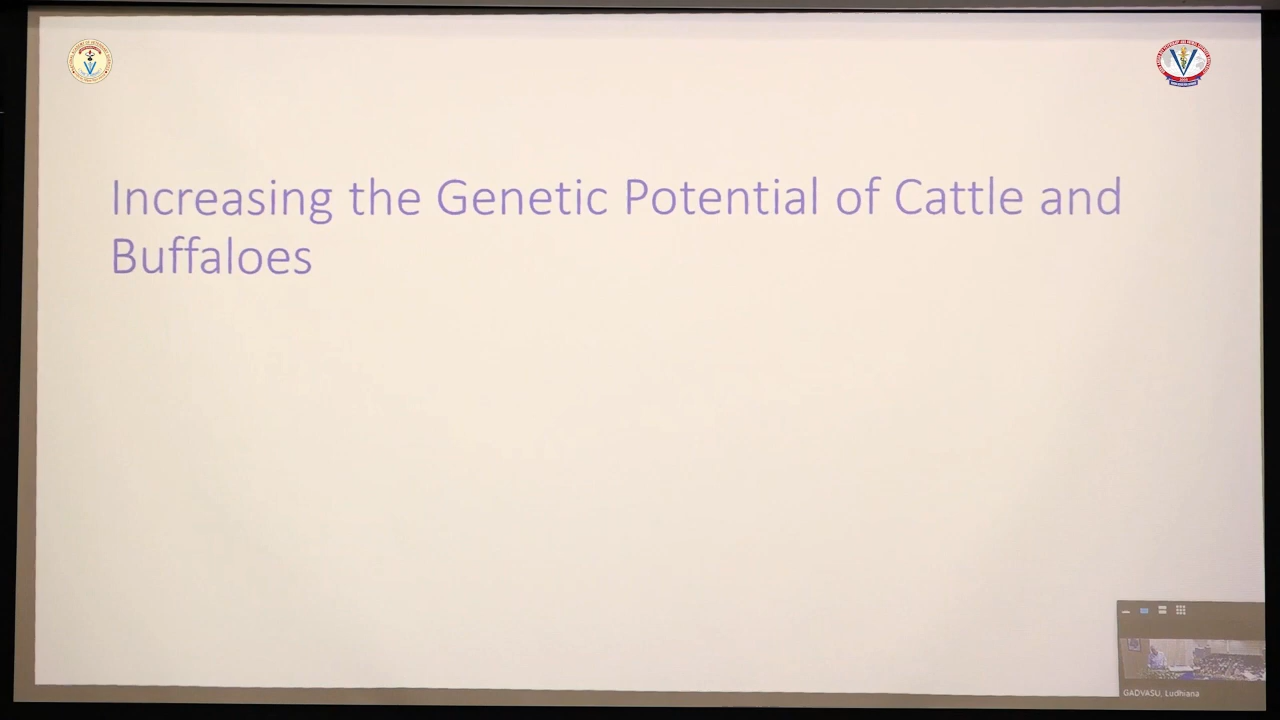 Increasing the Genetic Potential of Cattle and
Buffaloes
GADVASU, Ludhiana